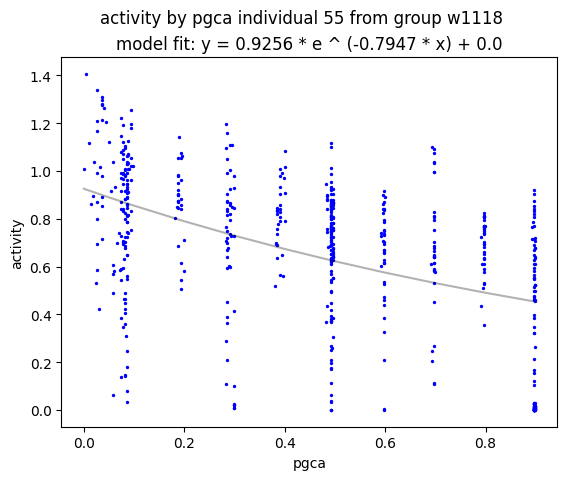 activity by pgca individual 55 from group w1118
model fit: y = 0.9256 * e ^ (-0.7947 * x) + 0.0
1.4
1.2
1.0
0.8
0.6
0.4
0.2
0.0
activity
0.0 0.2 0.4 0.6 0.8
pgca